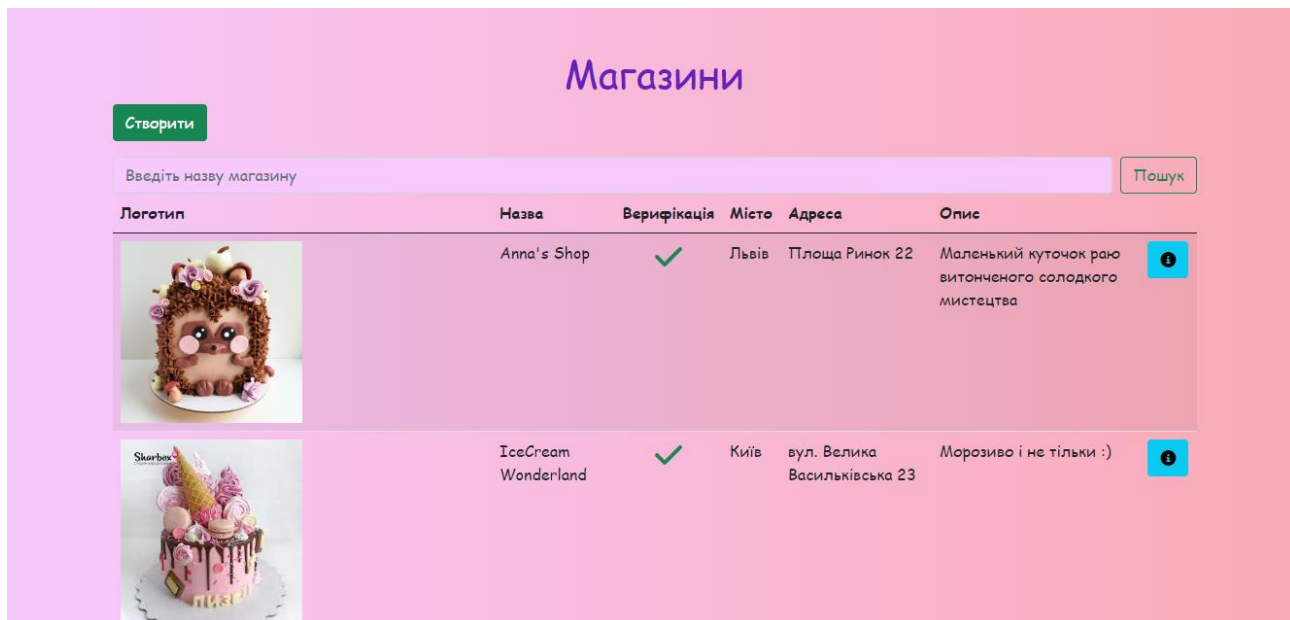 Магазини
Створити
Введіть назву магазину
Пошук
Логотип Назва Верифікація Місто Адреса Опис
Anna's Shop Львів Площа Ринок 22 Маленький куточок раю
витонченого солодкого
мистецтва
Sharbox
IceCream Київ вул. Велика Морозиво і не тільки :)
Wonderland Васильківська 23